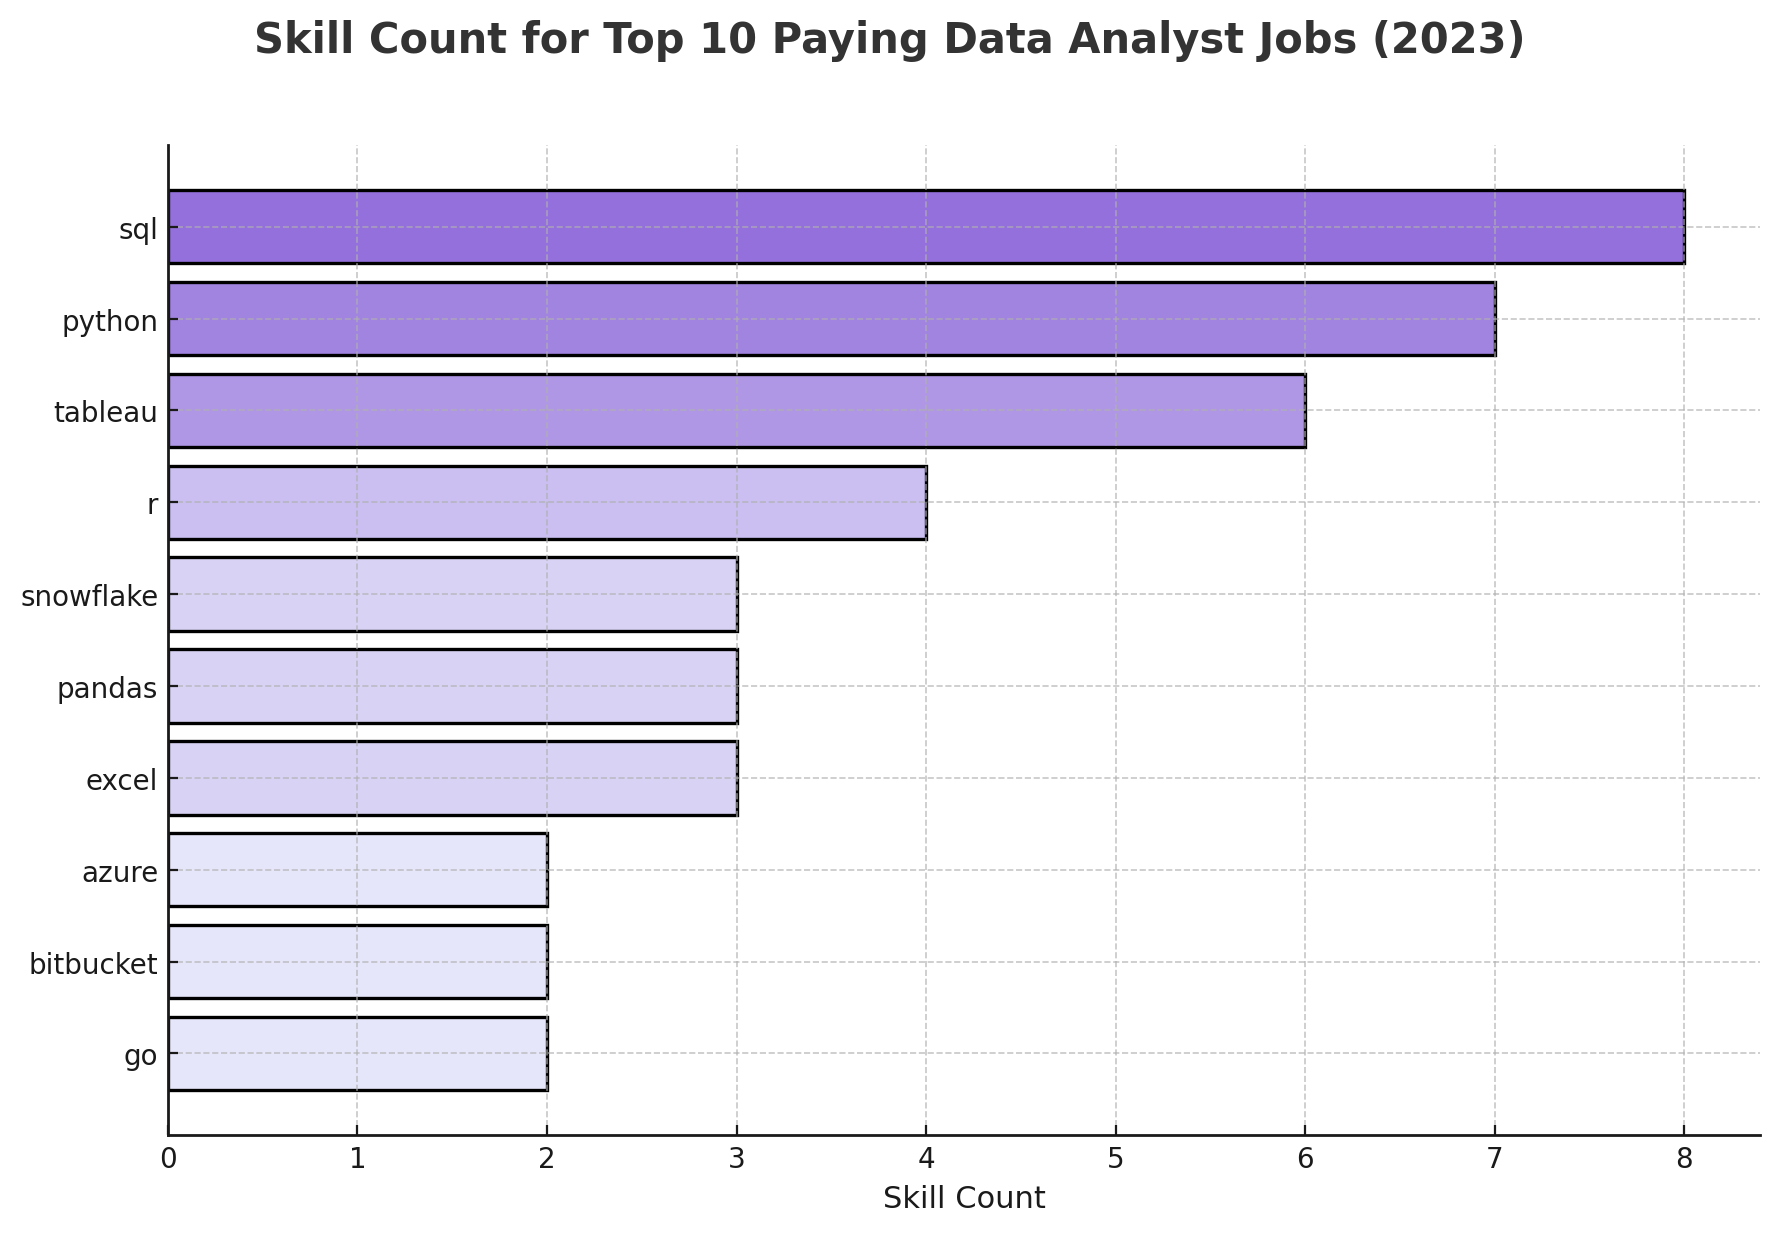 Skill Count for Top 10 Paying Data Analyst Jobs (2023)
sql
python
tableau
r
snowflake
pandas
excel
azure
bitbucket
go
0 1 2 3 4 5 6 7 8
Skill Count